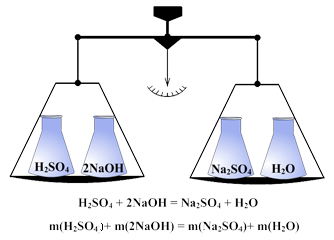 H₂SO₄ 2NaOH Na₂SO₄ H₂O
H₂SO₄ + 2NaOH = Na₂SO₄ + H₂O
m(H₂SO₄)+ m(2NaOH) = m(Na₂SO₄)+ m(H₂O)